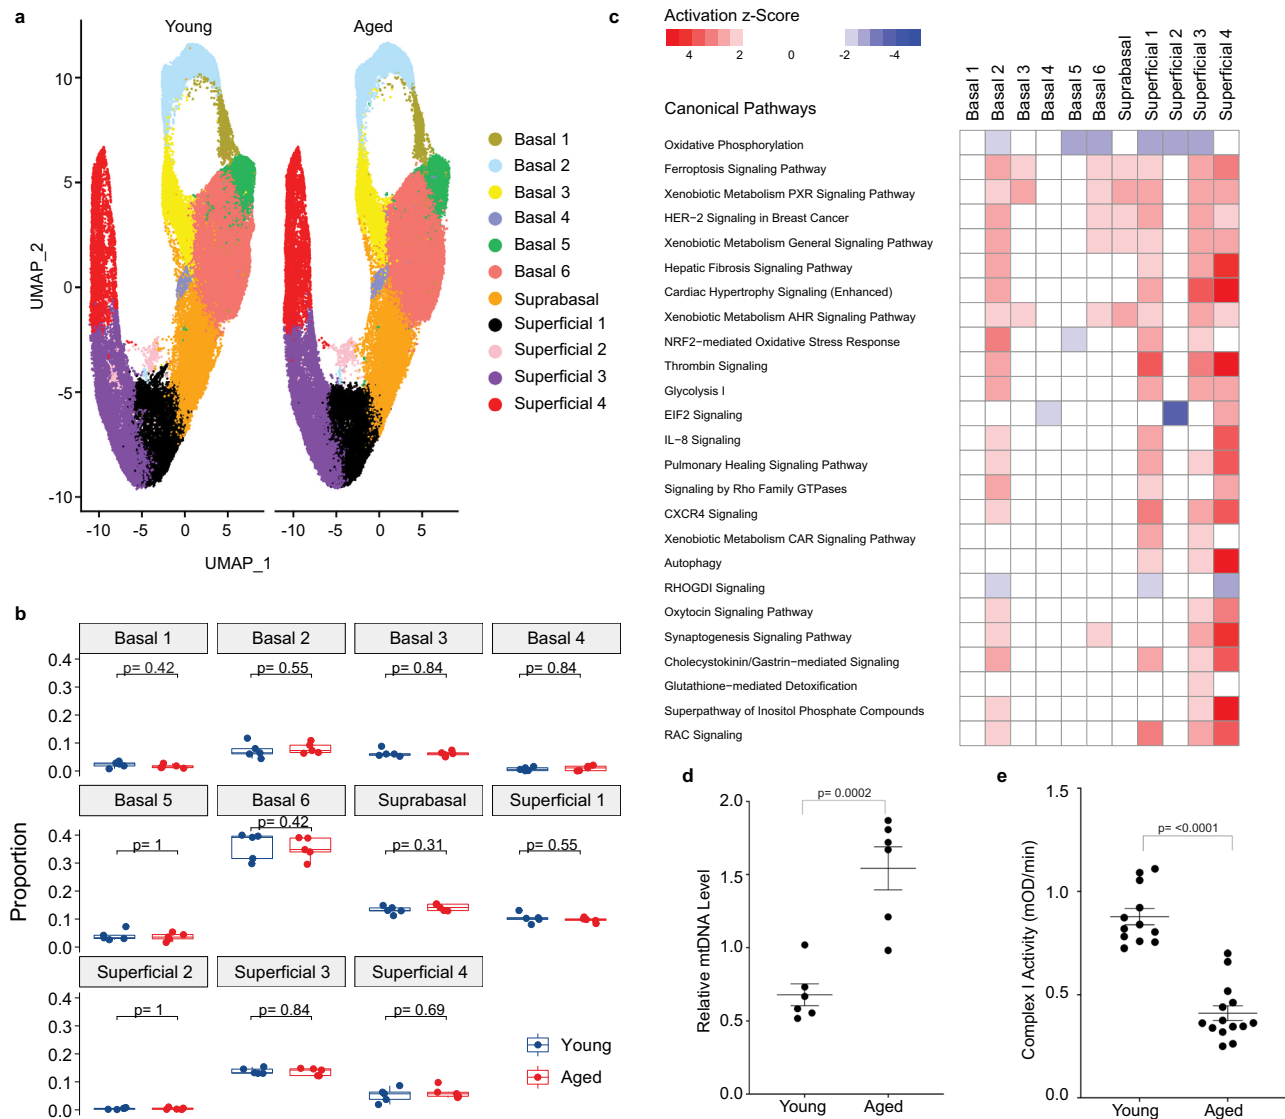 a
Young
Aged
UMAP_2
10
5
0
-5
-10
-10
-5
0
5
-10
-5
0
5
UMAP_1
Basal 1
Basal 2
Basal 3
Basal 4
Basal 5
Basal 6
Suprabasal
Superficial 1
Superficial 2
Superficial 3
Superficial 4
b
Basal 1
Basal 2
Basal 3
Basal 4
p= 0.42
p= 0.55
p= 0.84
p= 0.84
0.4
0.3
0.2
0.1
0.0
Basal 5
Basal 6
Suprabasal
Superficial 1
p= 1
p= 0.42
p= 0.31
p= 0.55
0.4
0.3
0.2
0.1
0.0
Superficial 2
Superficial 3
Superficial 4
p= 1
p= 0.84
p= 0.69
0.4
0.3
0.2
0.1
0.0
Proportion
Young
Aged
c
Activation z-Score
4
2
0
-2
-4
Canonical Pathways
Basal 1
Basal 2
Basal 3
Basal 4
Basal 5
Basal 6
Suprabasal
Superficial 1
Superficial 2
Superficial 3
Superficial 4
Oxidative Phosphorylation
Ferroptosis Signaling Pathway
Xenobiotic Metabolism PXR Signaling Pathway
HER-2 Signaling in Breast Cancer
Xenobiotic Metabolism General Signaling Pathway
Hepatic Fibrosis Signaling Pathway
Cardiac Hypertrophy Signaling (Enhanced)
Xenobiotic Metabolism AHR Signaling Pathway
NRF2−mediated Oxidative Stress Response
Thrombin Signaling
Glycolysis I
EIF2 Signaling
IL−8 Signaling
Pulmonary Healing Signaling Pathway
Signaling by Rho Family GTPases
CXCR4 Signaling
Xenobiotic Metabolism CAR Signaling Pathway
Autophagy
RHOGDI Signaling
Oxytocin Signaling Pathway
Synaptogenesis Signaling Pathway
Cholecystokinin/Gastrin−mediated Signaling
Glutathione−mediated Detoxification
Superpathway of Inositol Phosphate Compounds
RAC Signaling
d
p= 0.0002
Relative mtDNA Level
2.0
1.5
1.0
0.5
0.0
Young
Aged
e
p= <0.0001
Complex I Activity (mOD/min)
1.5
1.0
0.5
0.0
Young
Aged